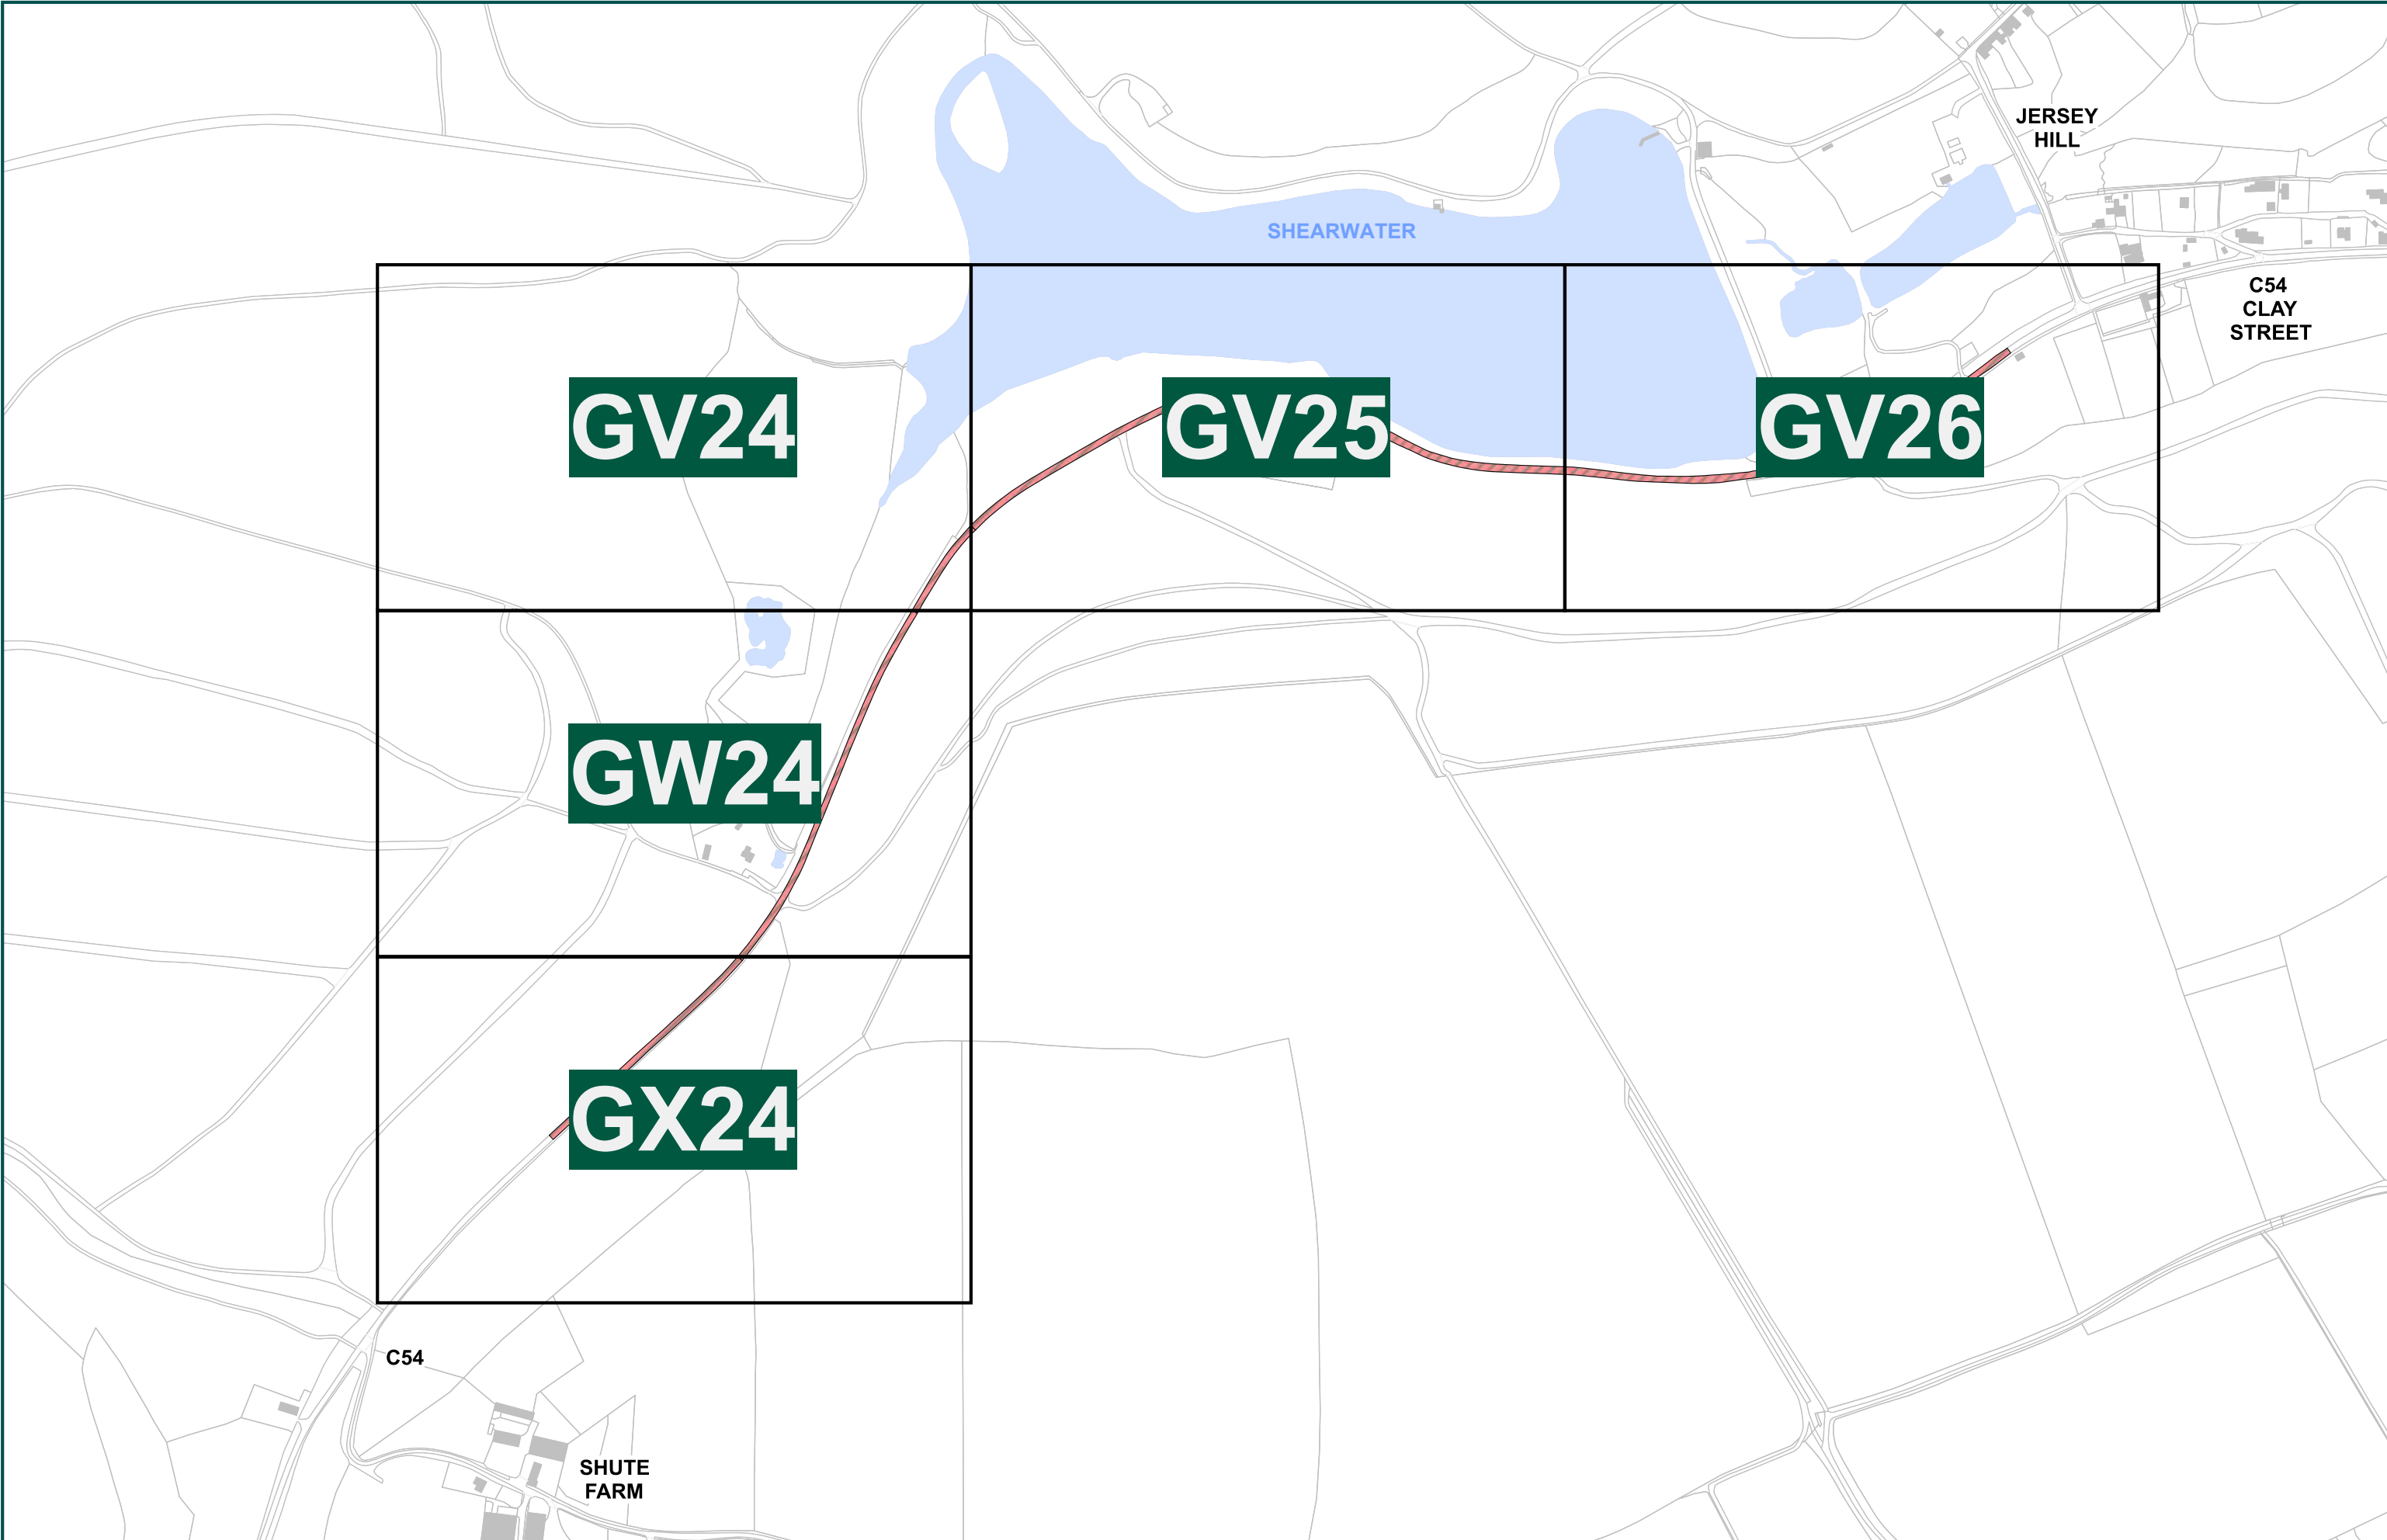 JERSEY
HILL
SHEARWATER
C54
CLAY
STREET
GV24
GV25
GV26
GW24
GX24
C54
SHUTE
FARM